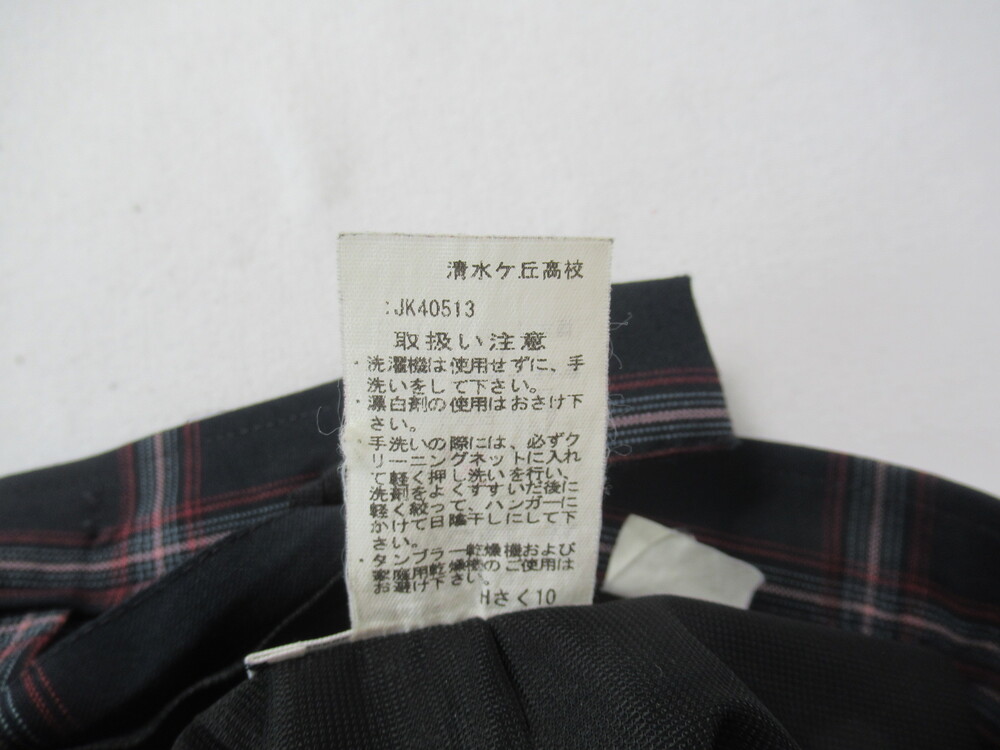 清水ケ丘高校
:JK40513
取扱い注意
・洗濯機は使用せずに、手
洗いをして下さい。
・漂白剤の使用はおさけ下
さい。
・手洗いの際には、必ずク
リーニングネットに入れ
て軽く押し洗いを行い、
洗剤をよくすすいだ後に
軽く絞って、ハンガーに
かけて日陰干しにして下
さい。
・タンブラー乾燥機および
家庭用乾燥機のご使用は
お避け下さい。
Hさく10